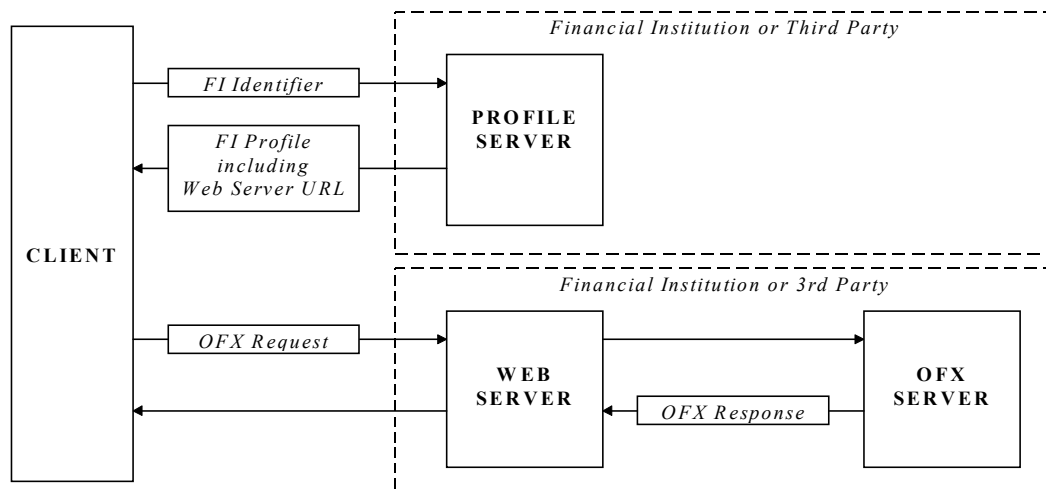 Financial Institution or Third Party
FI Identifier
PROFILE
SERVER
FI Profile
including
Web Server URL
CLIENT
Financial Institution or 3rd Party
OFX Request
WEB
SERVER
OFX
SERVER
OFX Response